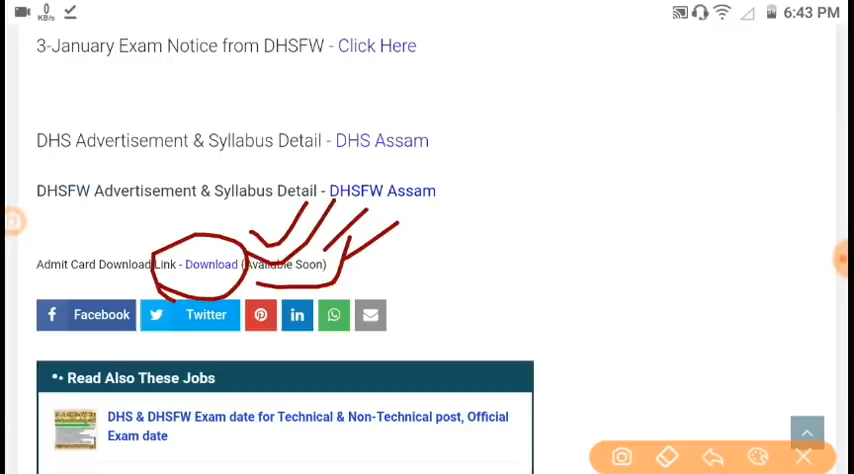 0
KB/s
6:43 PM
3-January Exam Notice from DHSFW - Click Here
DHS Advertisement & Syllabus Detail - DHS Assam
DHSFW Advertisement & Syllabus Detail - DHSFW Assam
Admit Card Download Link - Download (Available Soon)
Facebook
Twitter
Read Also These Jobs
DHS & DHSFW Exam date for Technical & Non-Technical post, Official
Exam date